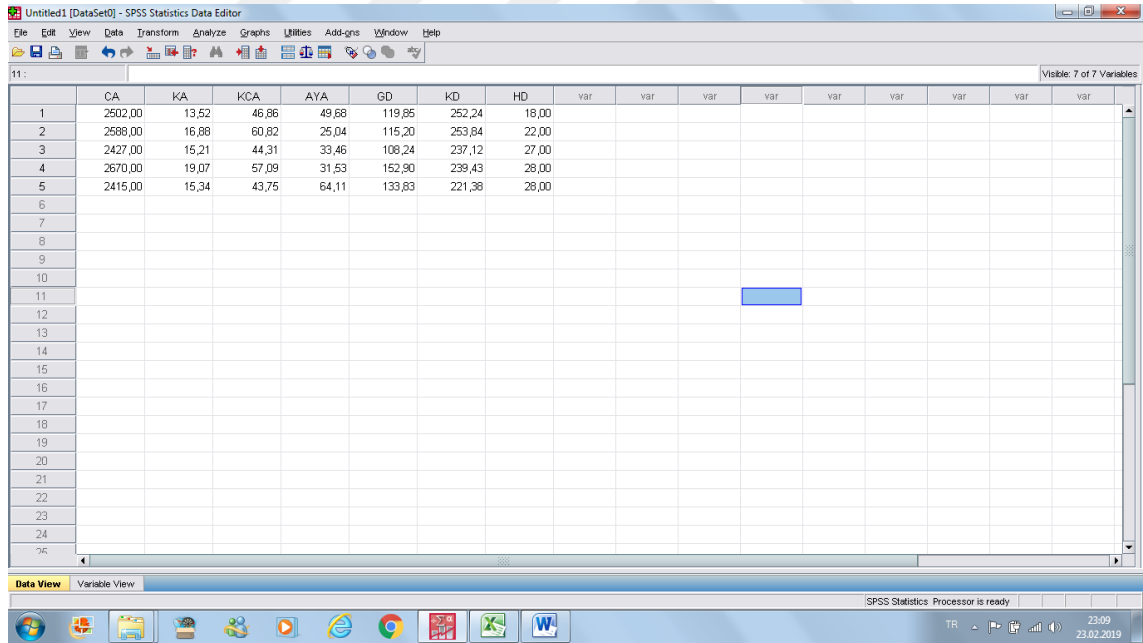 Untitled1 [DataSet0] - SPSS Statistics Data Editor
File Edit View Data Transform Analyze Graphs Utilities Add-ons Window Help
11 : Visible: 7 of 7 Variables
CA KA KCA AYA GD KD HD var var var var var var var var var
1 2502,00 13,52 46,86 49,68 119,85 252,24 18,00
2 2588,00 16,88 60,82 25,04 115,20 253,84 22,00
3 2427,00 15,21 44,31 33,46 108,24 237,12 27,00
4 2670,00 19,07 57,09 31,53 152,90 239,43 28,00
5 2415,00 15,34 43,75 64,11 133,83 221,38 28,00
6
7
8
9
10
11
12
13
14
15
16
17
18
19
20
21
22
23
24
25
Data View Variable View
SPSS Statistics Processor is ready
TR 23:09
23.02.2019